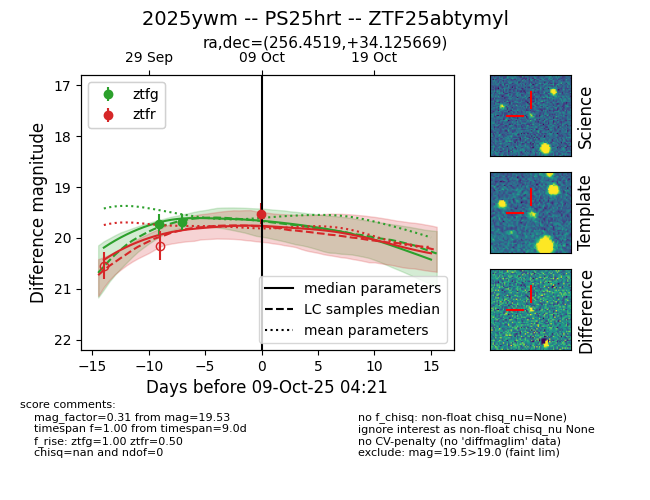 2025ywm -- PS25hrt -- ZTF25abtymyl
ra,dec=(256.4519,+34.125669)
29 Sep 09 Oct 19 Oct
17
18
19
20
21
22
Difference magnitude
ztfg
ztfr
median parameters
LC samples median
mean parameters
−15 −10 −5 0 5 10 15
Days before 09-Oct-25 04:21
Science
Template
Difference
score comments:
mag_factor=0.31 from mag=19.53
timespan f=1.00 from timespan=9.0d
f_rise: ztfg=1.00 ztfr=0.50
chisq=nan and ndof=0
no f_chisq: non-float chisq_nu=None)
ignore interest as non-float chisq_nu None
no CV-penalty (no 'diffmaglim' data)
exclude: mag=19.5>19.0 (faint lim)